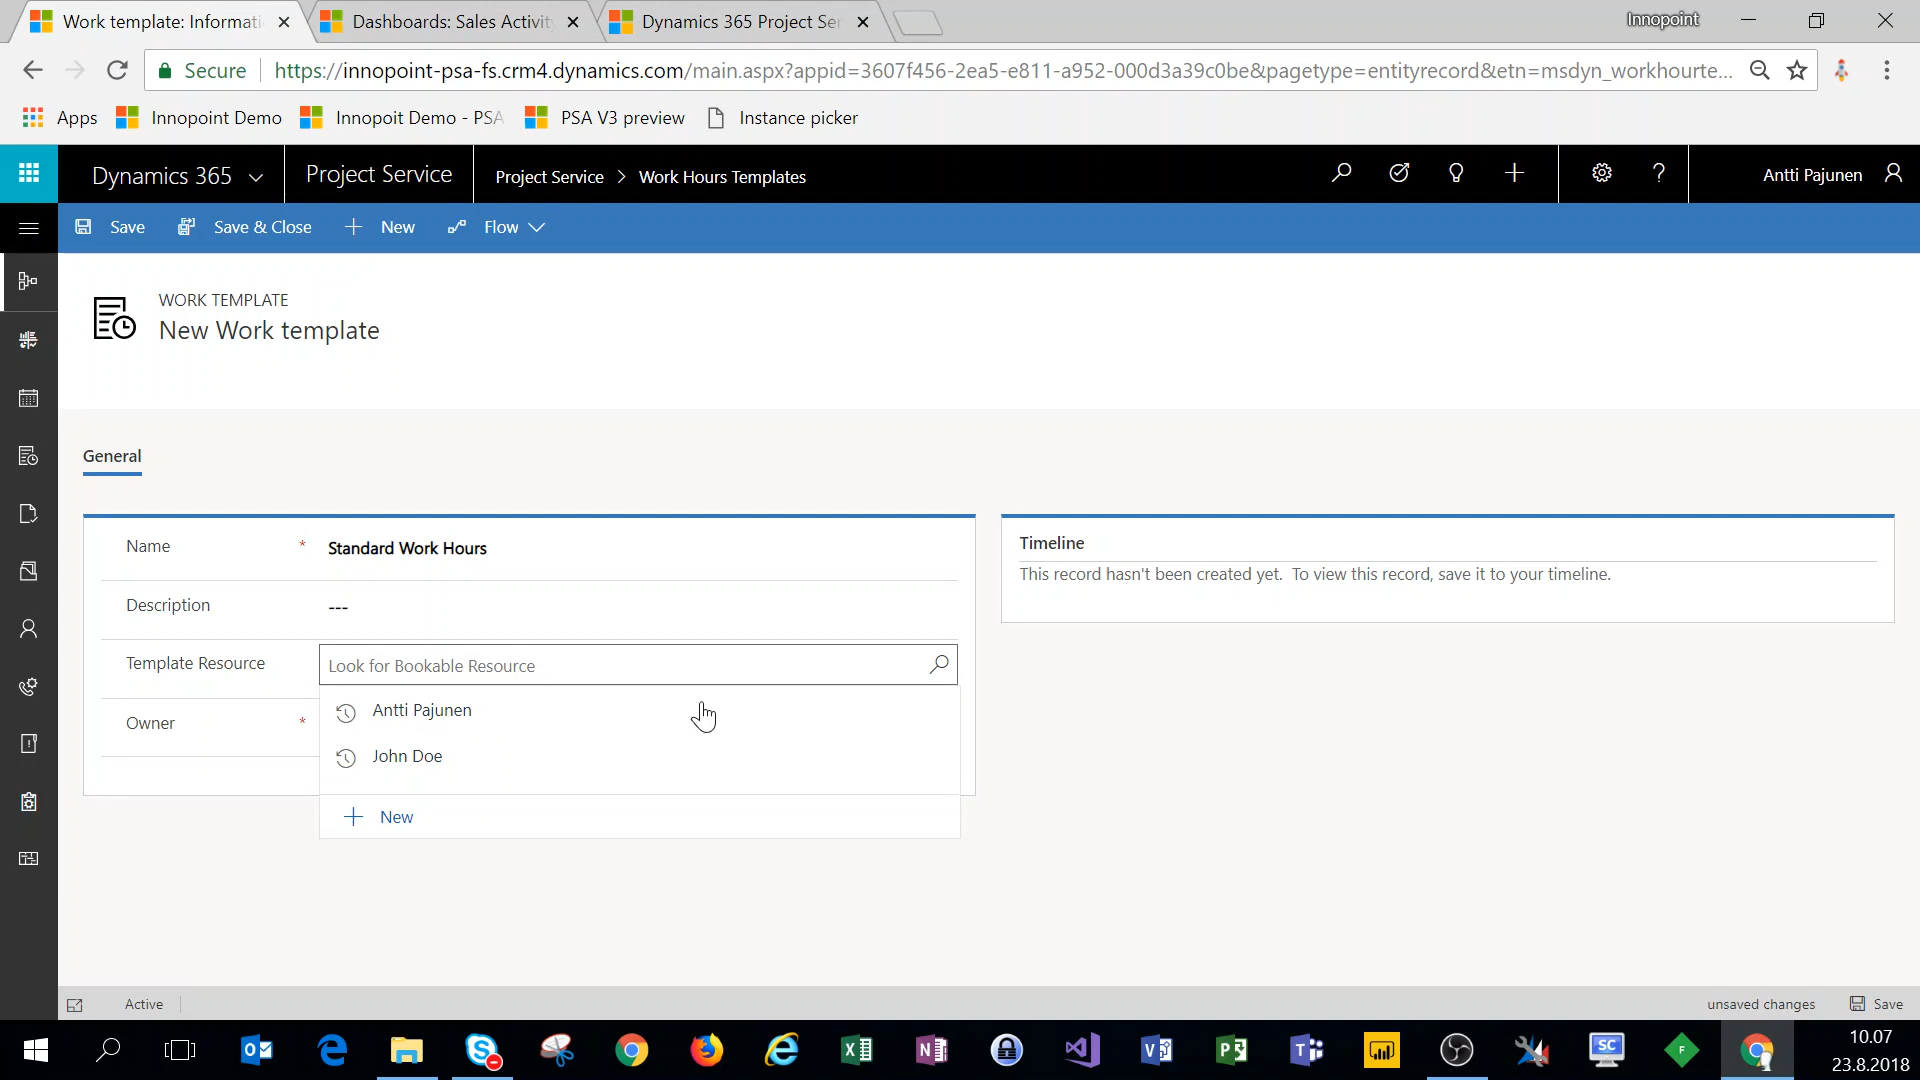 Work template: Informati
Dashboards: Sales Activity
Dynamics 365 Project Ser
Innopoint
Secure
https://innopoint-psa-fs.crm4.dynamics.com/main.aspx?appid=3607f456-2ea5-e811-a952-000d3a39c0be&pagetype=entityrecord&etn=msdyn_workhourte...
Apps
Innopoint Demo
Innopoit Demo - PSA
PSA V3 preview
Instance picker
Dynamics 365
Project Service
Project Service > Work Hours Templates
Antti Pajunen
Save
Save & Close
New
Flow
WORK TEMPLATE
New Work template
General
Name * Standard Work Hours
Description ---
Template Resource Look for Bookable Resource
Antti Pajunen
Owner *
John Doe
New
Timeline
This record hasn't been created yet. To view this record, save it to your timeline.
Active
unsaved changes
Save
10.07
23.8.2018